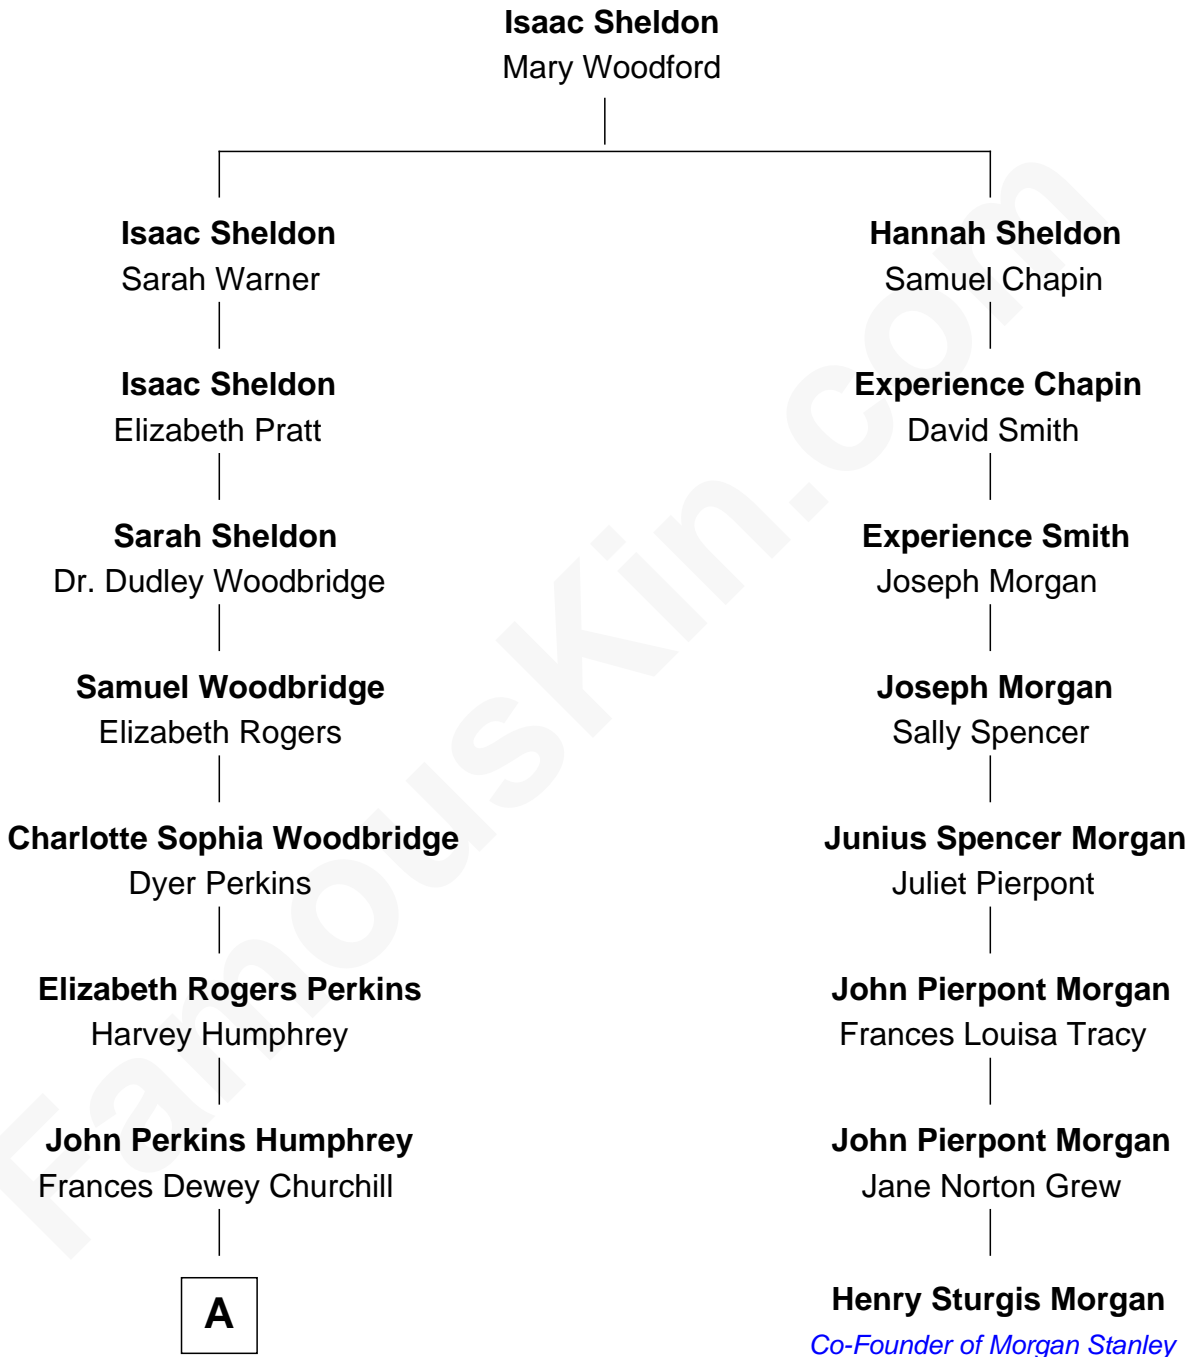 Isaac Sheldon
Mary Woodford
Isaac Sheldon
Sarah Warner
Hannah Sheldon
Samuel Chapin
Isaac Sheldon
Elizabeth Pratt
Experience Chapin
David Smith
Sarah Sheldon
Dr. Dudley Woodbridge
Experience Smith
Joseph Morgan
Samuel Woodbridge
Elizabeth Rogers
Joseph Morgan
Sally Spencer
Charlotte Sophia Woodbridge
Dyer Perkins
Junius Spencer Morgan
Juliet Pierpont
Elizabeth Rogers Perkins
Harvey Humphrey
John Pierpont Morgan
Frances Louisa Tracy
John Perkins Humphrey
Frances Dewey Churchill
John Pierpont Morgan
Jane Norton Grew
A
Henry Sturgis Morgan
Co-Founder of Morgan Stanley
FamousKin.com